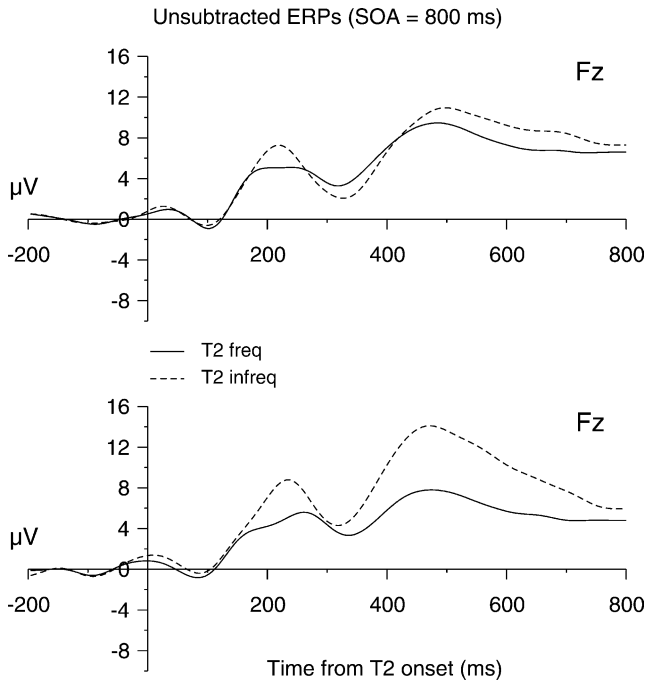 Unsubtracted ERPs (SOA = 800 ms)
16
Fz
12
8
4
µV
0
-200 200 400 600 800
-4
-8
T2 freq
T2 infreq
16
Fz
12
8
4
µV
0
-200 200 400 600 800
-4
-8
Time from T2 onset (ms)